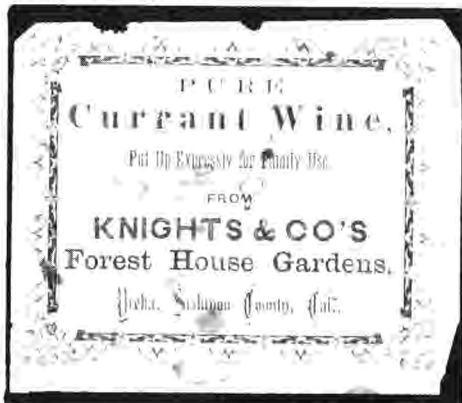 PURE
Currant Wine,
Put Up Expressly for Family Use.
FROM
KNIGHTS & CO'S
Forest House Gardens,
Yreka, Siskiyou County, Cal.